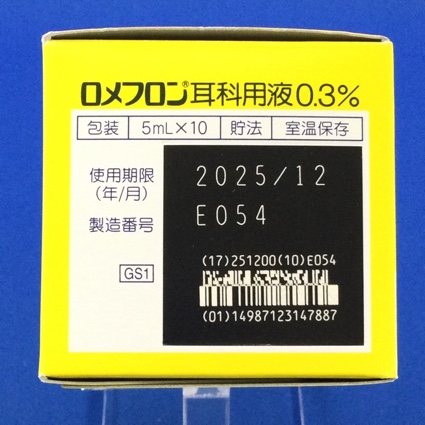 ロメフロン®耳科用液0.3%
包装 5mL×10 貯法 室温保存
使用期限 2025/12
(年/月)
製造番号 E054
(17)251200(10)E054
GS1
(01)14987123147887